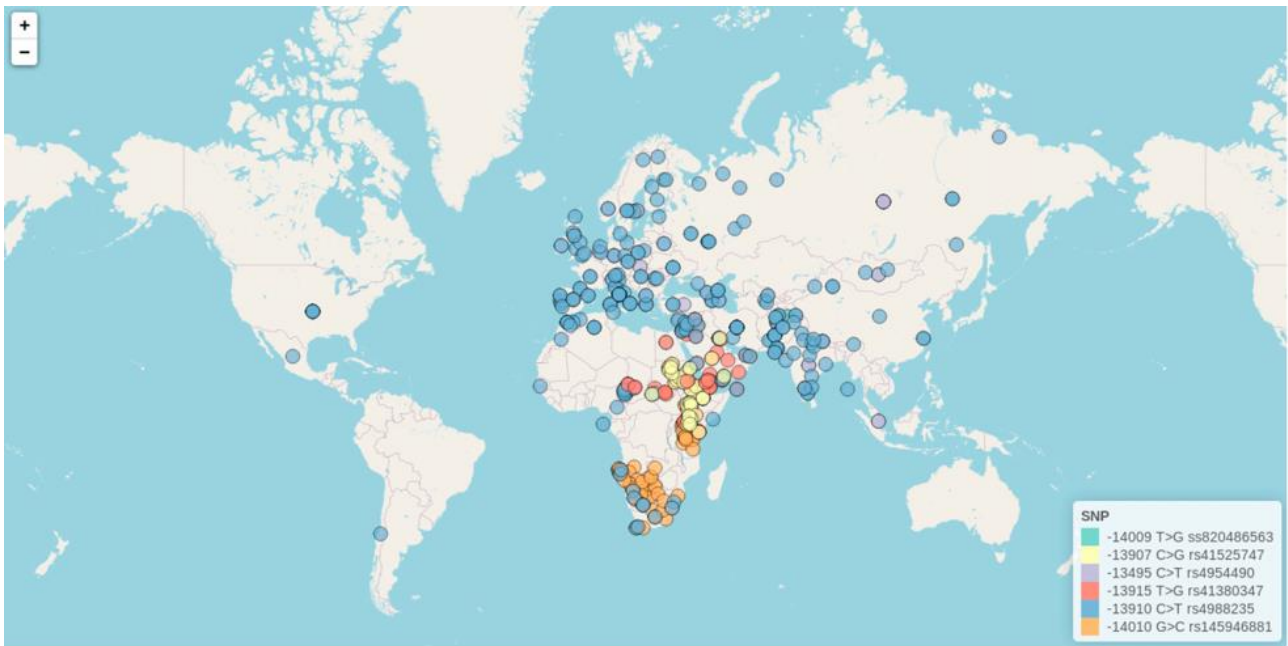 +
−
SNP
-14009 T>G ss820486563
-13907 C>G rs41525747
-13495 C>T rs4954490
-13915 T>G rs41380347
-13910 C>T rs4988235
-14010 G>C rs145946881